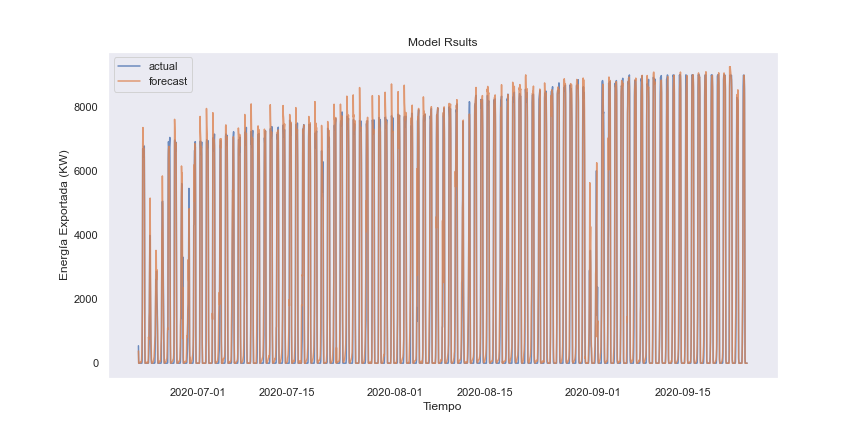 Model Rsults
actual
forecast
Energía Exportada (KW)
8000
6000
4000
2000
0
2020-07-01 2020-07-15 2020-08-01 2020-08-15 2020-09-01 2020-09-15
Tiempo